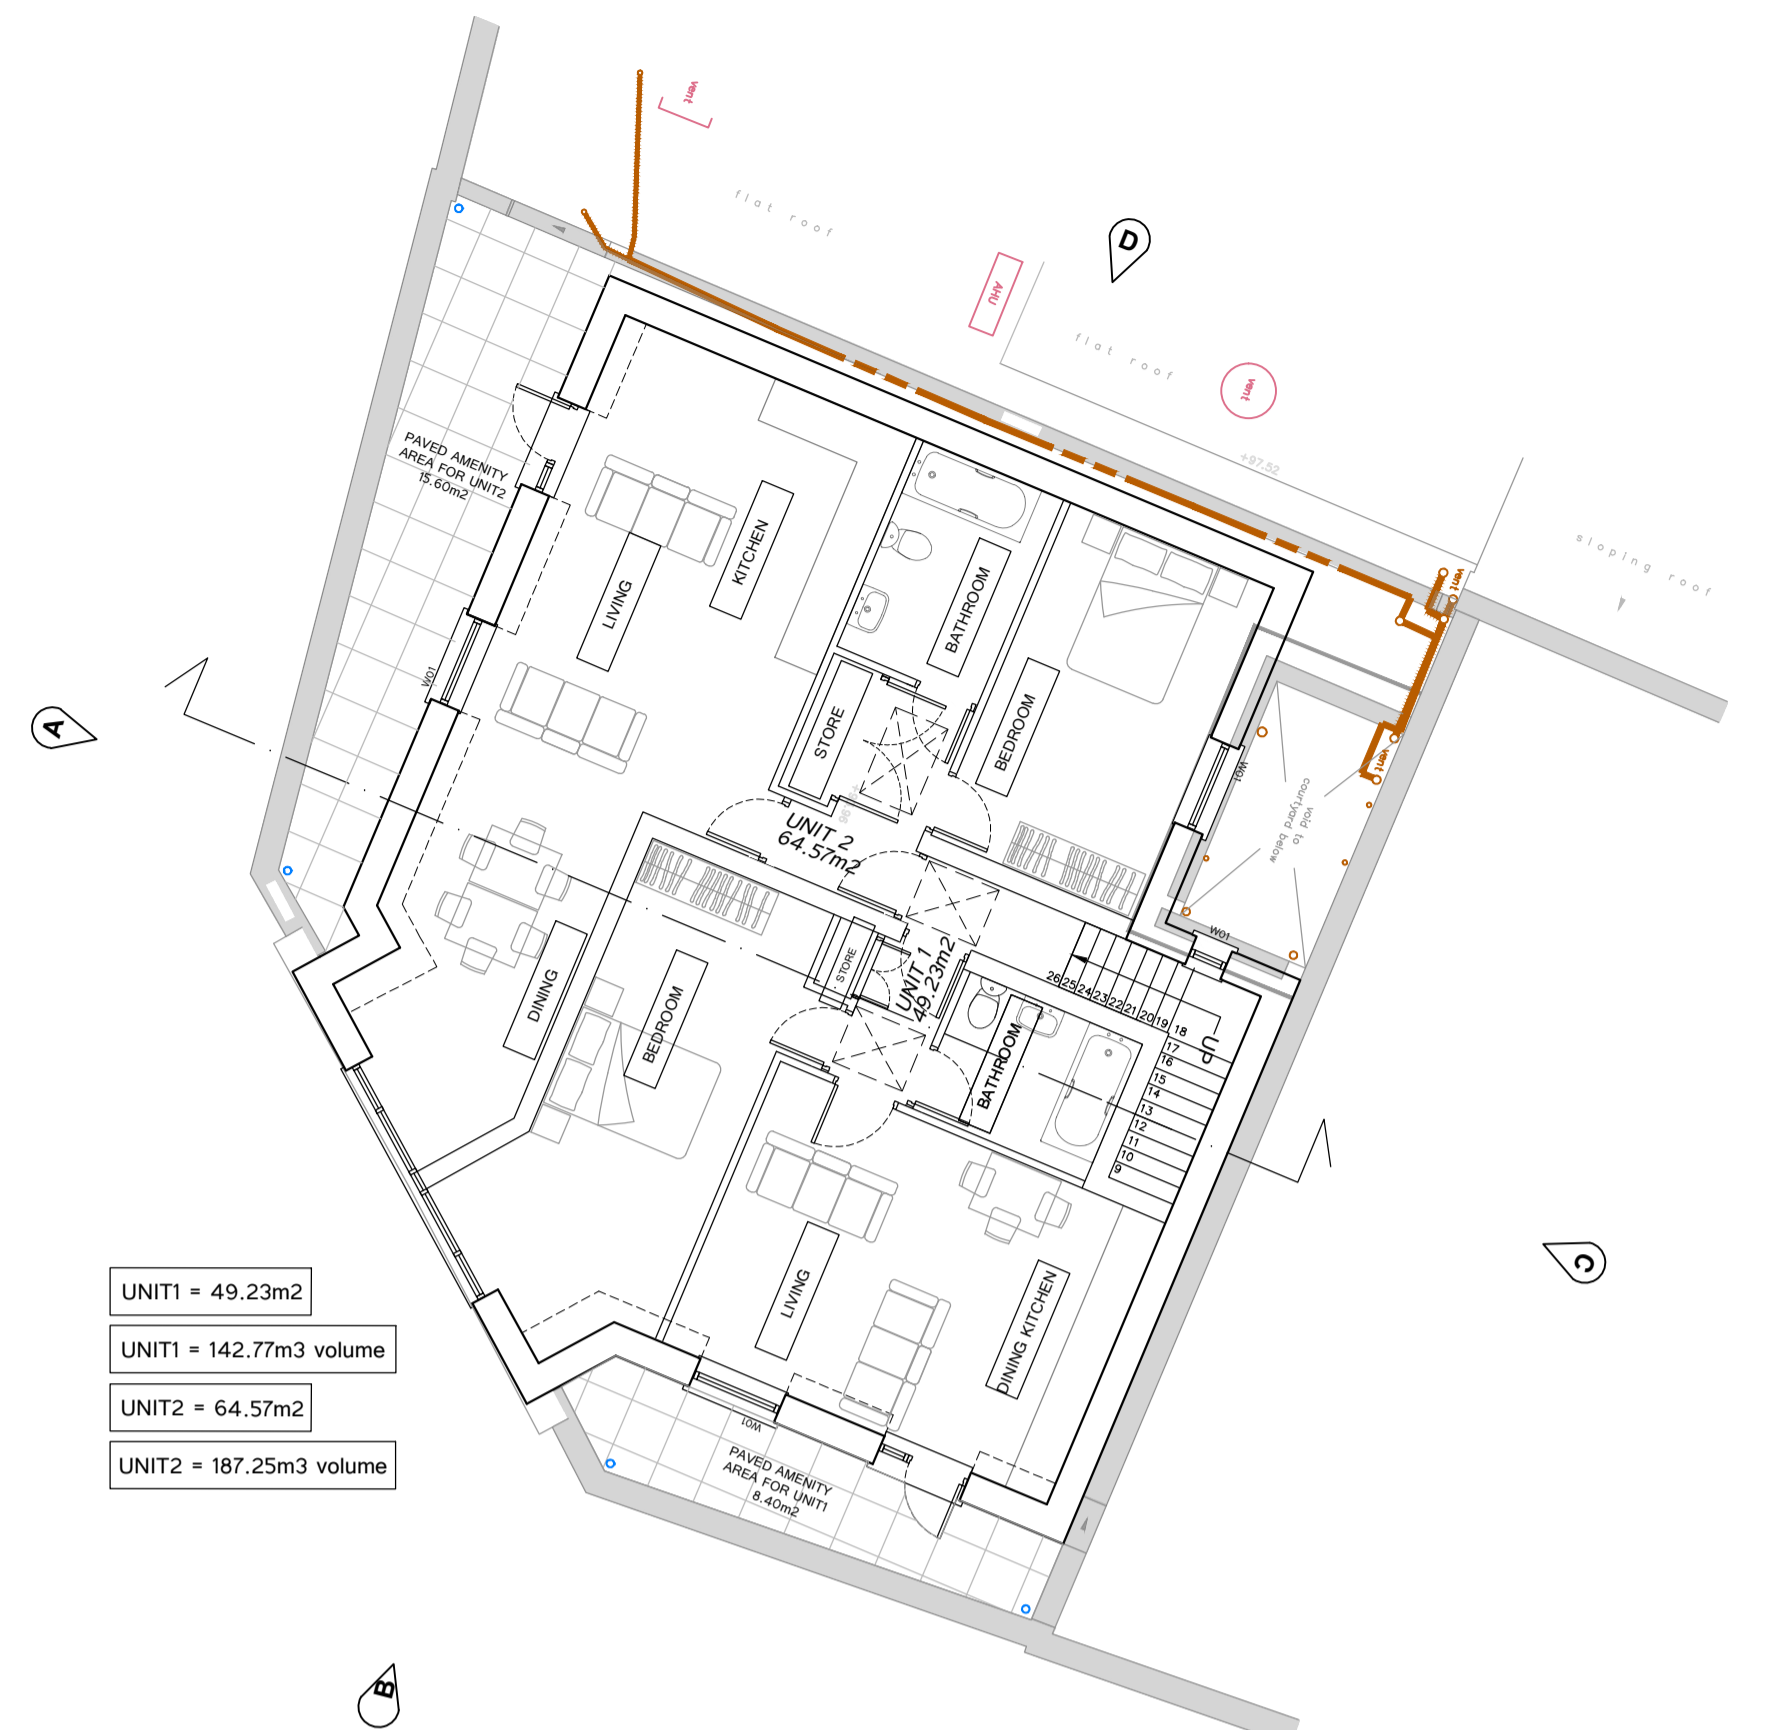 vent
flat roof
D
AHU
flat roof
vent
+97.52
sloping roof
PAVED AMENITY
AREA FOR UNIT2
15.60m2
KITCHEN
LIVING
BATHROOM
vent
W01
STORE
BEDROOM
A
W01
vent
void to
courtyard below
UNIT 2
64.57m2
DINING
BEDROOM
STORE
UNIT 1
49.23m2
W01
BATHROOM
26
25
24
23
22
21
20
19
18
17
16
15
14
13
12
11
10
9
UP
LIVING
DINING KITCHEN
C
UNIT1 = 49.23m2
UNIT1 = 142.77m3 volume
UNIT2 = 64.57m2
UNIT2 = 187.25m3 volume
W01
PAVED AMENITY
AREA FOR UNIT1
8.40m2
B